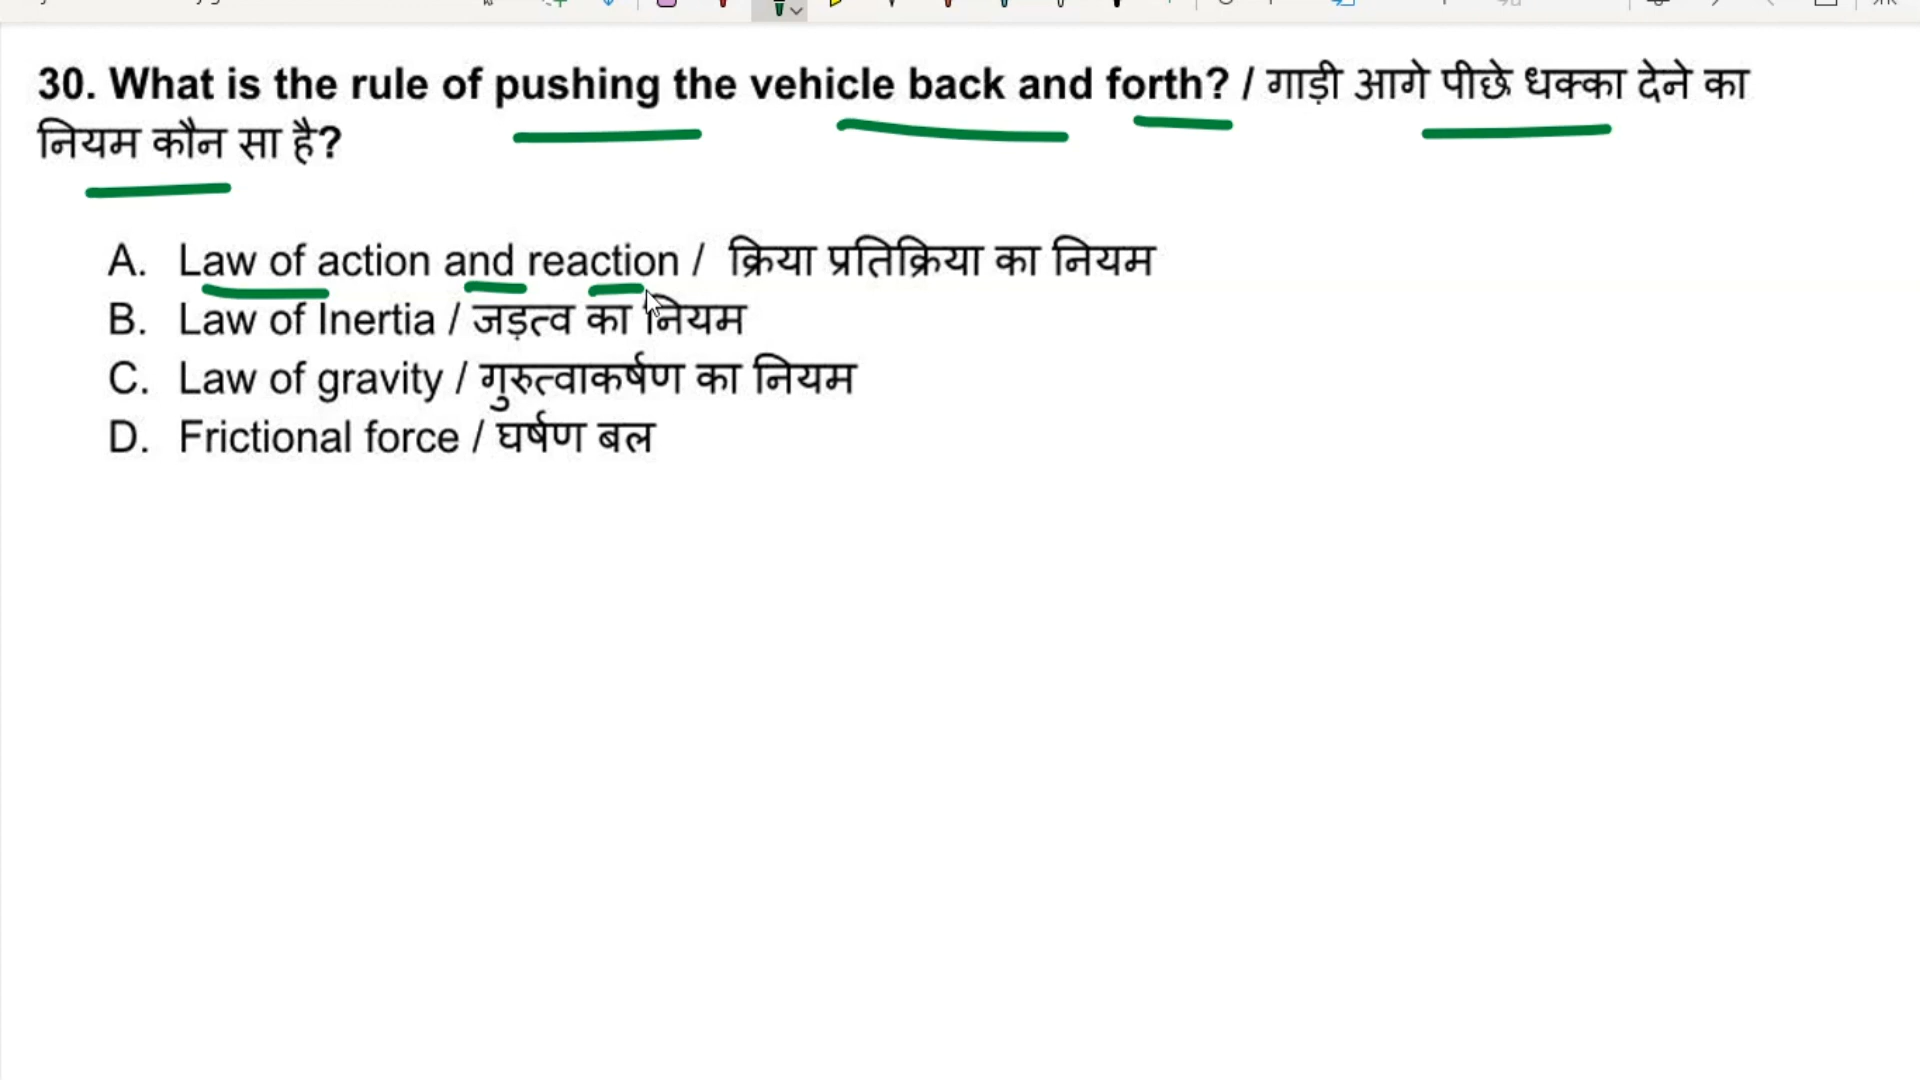 30. What is the rule of pushing the vehicle back and forth? / गाड़ी आगे पीछे धक्का देने का
नियम कौन सा है?
A. Law of action and reaction / क्रिया प्रतिक्रिया का नियम
B. Law of Inertia / जड़त्व का नियम
C. Law of gravity / गुरुत्वाकर्षण का नियम
D. Frictional force / घर्षण बल